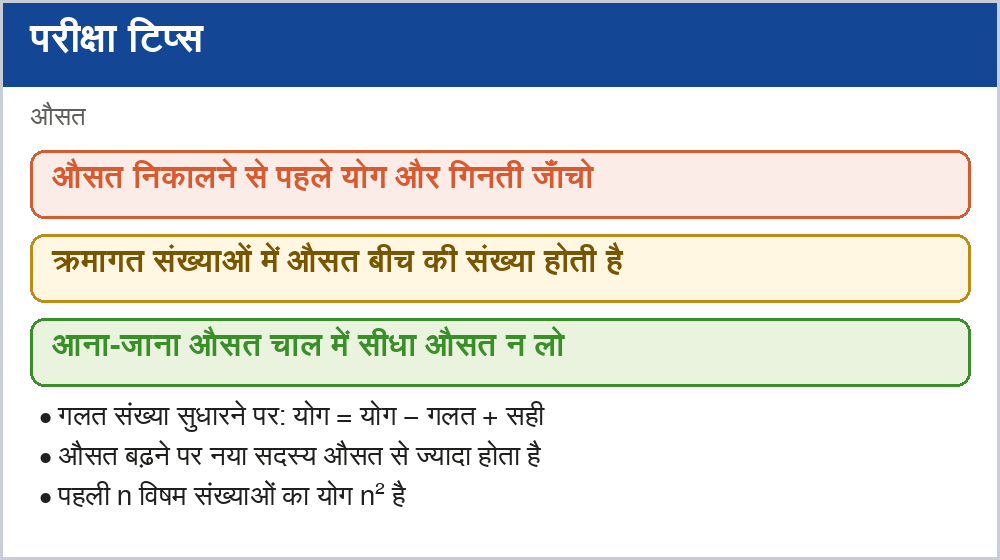 परीक्षा टिप्स
औसत
औसत निकालने से पहले योग और गिनती जाँचो
क्रमागत संख्याओं में औसत बीच की संख्या होती है
आना-जाना औसत चाल में सीधा औसत न लो
• गलत संख्या सुधारने पर: योग = योग − गलत + सही
• औसत बढ़ने पर नया सदस्य औसत से ज्यादा होता है
• पहली n विषम संख्याओं का योग n² है